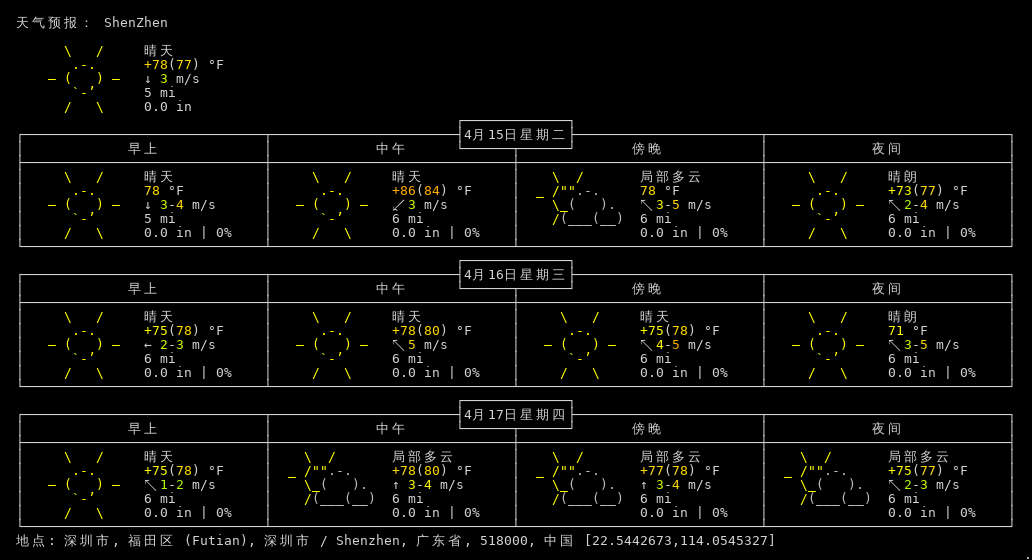 天气预报： ShenZhen
晴天
+78(77) °F
↓ 3 m/s
5 mi
0.0 in
4月15日星期二
早上 中午 傍晚 夜间
晴天 晴天 局部多云 晴朗
78 °F +86(84) °F 78 °F +73(77) °F
↓ 3-4 m/s ↙ 3 m/s ↖ 3-5 m/s ↖ 2-4 m/s
5 mi 6 mi 6 mi 6 mi
0.0 in | 0% 0.0 in | 0% 0.0 in | 0% 0.0 in | 0%
4月16日星期三
早上 中午 傍晚 夜间
晴天 晴天 晴天 晴朗
+75(78) °F +78(80) °F +75(78) °F 71 °F
← 2-3 m/s ↖ 5 m/s ↖ 4-5 m/s ↖ 3-5 m/s
6 mi 6 mi 6 mi 6 mi
0.0 in | 0% 0.0 in | 0% 0.0 in | 0% 0.0 in | 0%
4月17日星期四
早上 中午 傍晚 夜间
晴天 局部多云 局部多云 局部多云
+75(78) °F +78(80) °F +77(78) °F +75(77) °F
↖ 1-2 m/s ↑ 3-4 m/s ↑ 3-4 m/s ↖ 2-3 m/s
6 mi 6 mi 6 mi 6 mi
0.0 in | 0% 0.0 in | 0% 0.0 in | 0% 0.0 in | 0%
地点: 深圳市, 福田区 (Futian), 深圳市 / Shenzhen, 广东省, 518000, 中国 [22.5442673,114.0545327]